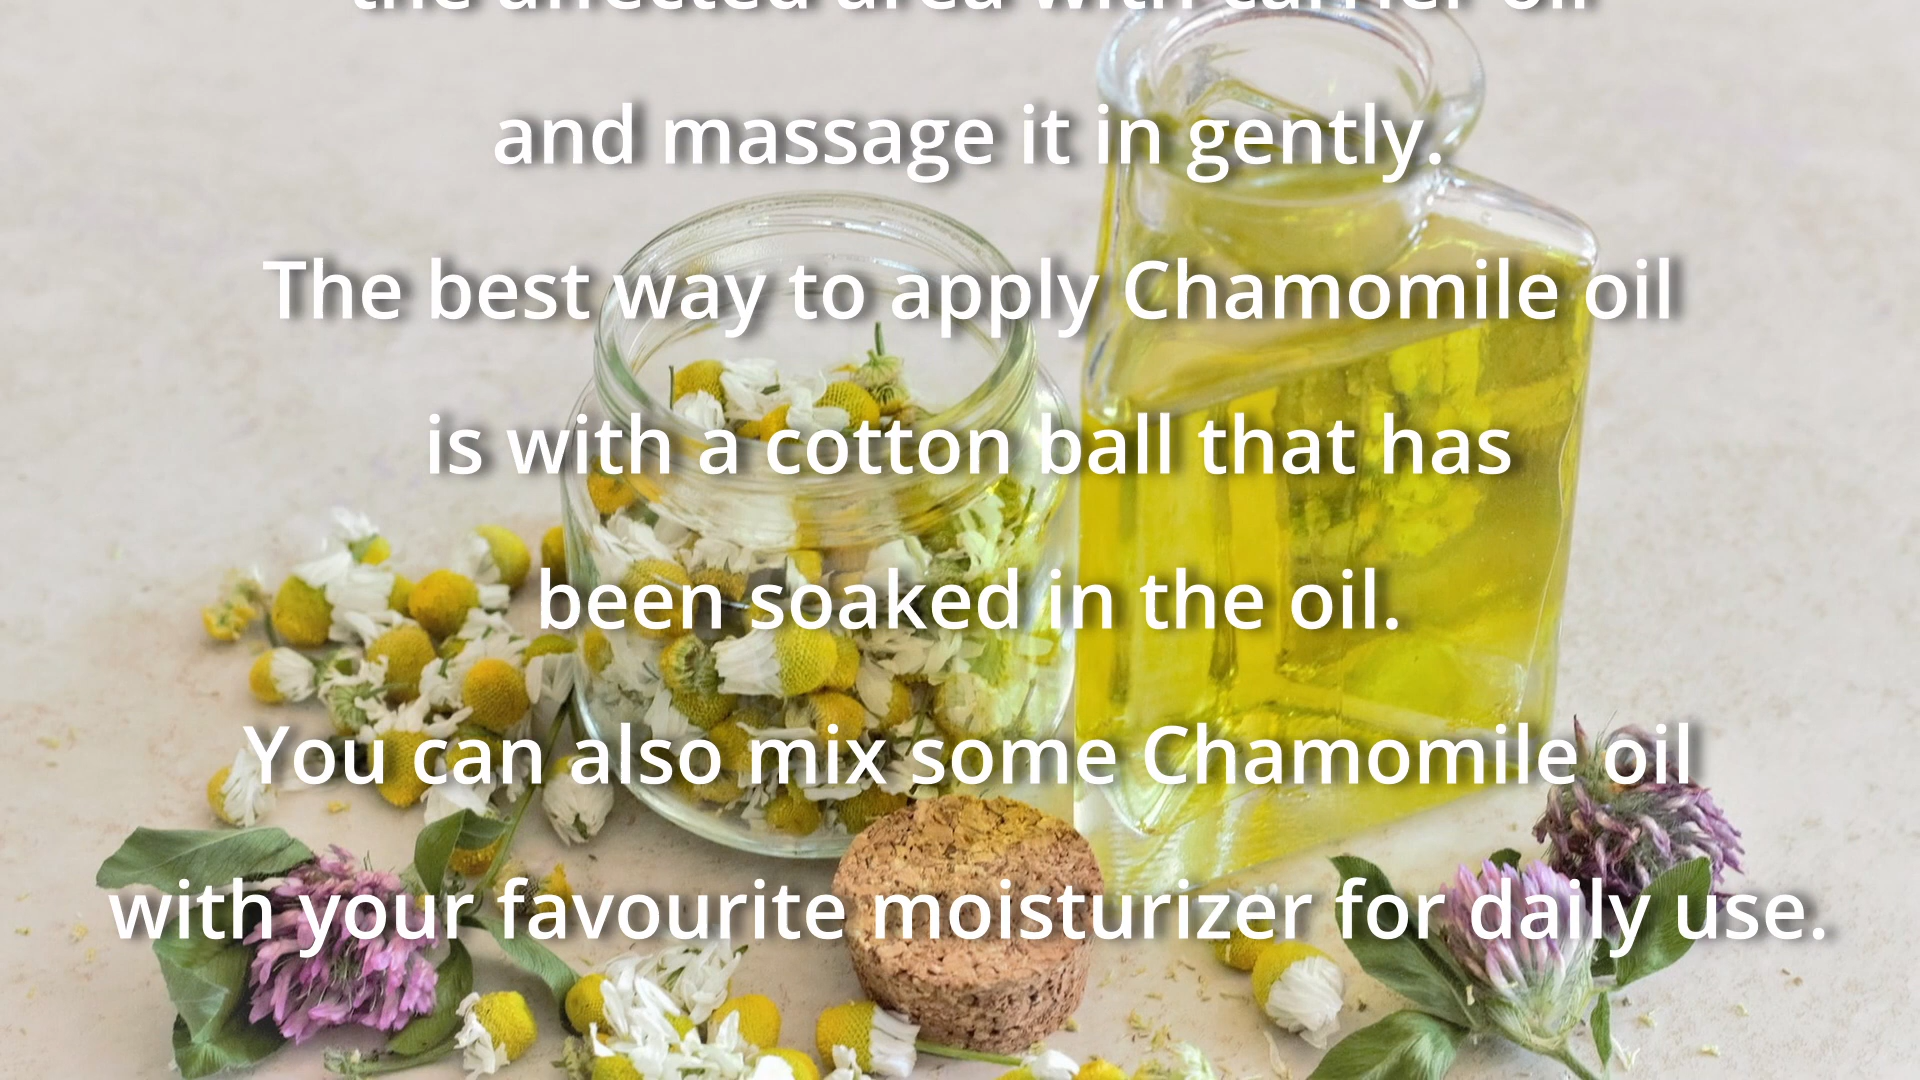 the affected area with carrier oil
and massage it in gently.
The best way to apply Chamomile oil
is with a cotton ball that has
been soaked in the oil.
You can also mix some Chamomile oil
with your favourite moisturizer for daily use.